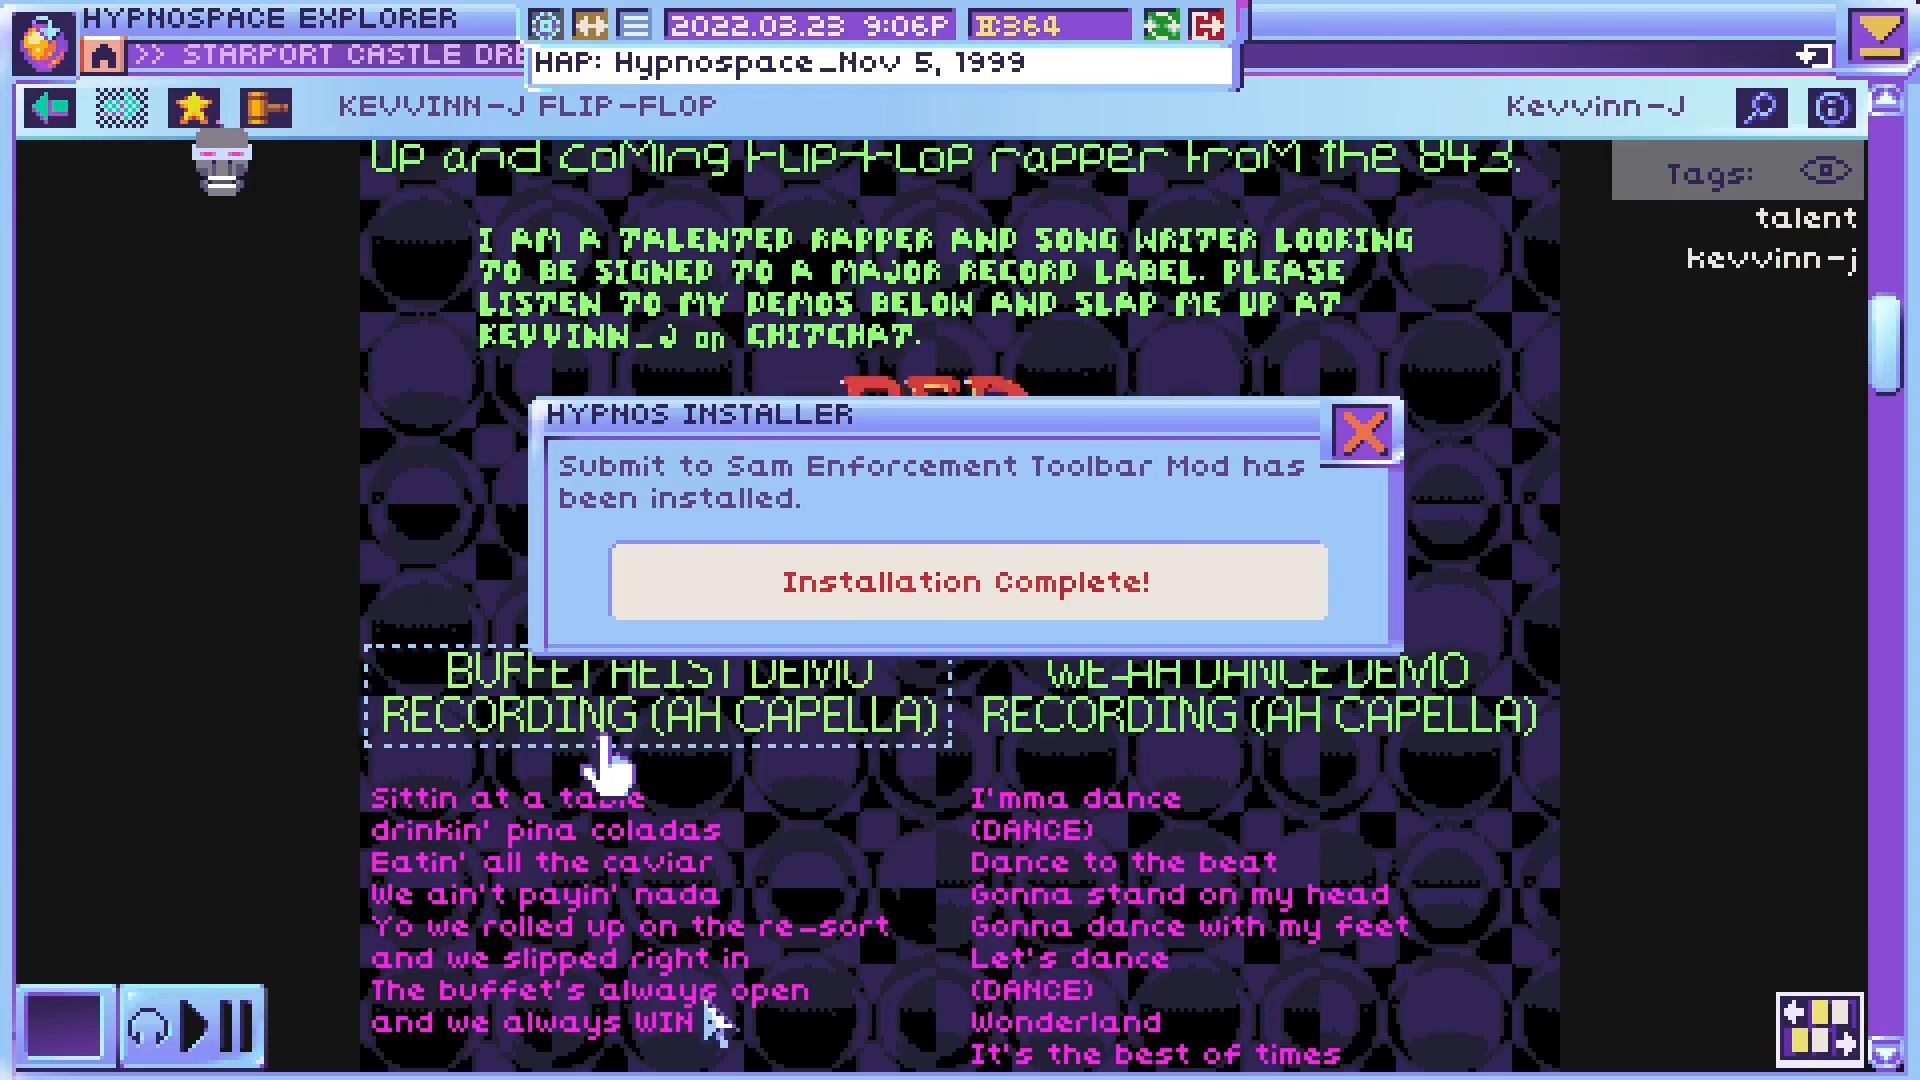 HYPNOSPACE EXPLORER
2022.03.23 9:06P
364
>> STARPORT CASTLE DRE
HAP: Hypnospace_Nov 5, 1999
KEVVINN-J FLIP-FLOP
Kevvinn-J
Up and coming Flip-Flop rapper from the 843.
Tags:
talent
kevvinn-j
I AM A TALENTED RAPPER AND SONG WRITER LOOKING
TO BE SIGNED TO A MAJOR RECORD LABEL. PLEASE
LISTEN TO MY DEMOS BELOW AND SLAP ME UP AT
KEVVINN_J on CHITCHAT.
HYPNOS INSTALLER
Submit to Sam Enforcement Toolbar Mod has
been installed.
Installation Complete!
BUFFET HEIST DEMO
RECORDING (AH CAPELLA)
Sittin at a table
drinkin' pina coladas
Eatin' all the caviar
We ain't payin' nada
Yo we rolled up on the re-sort
and we slipped right in
The buffet's always open
and we always WIN
WE-AH DANCE DEMO
RECORDING (AH CAPELLA)
I'mma dance
(DANCE)
Dance to the beat
Gonna stand on my head
Gonna dance with my feet
Let's dance
(DANCE)
Wonderland
It's the best of times